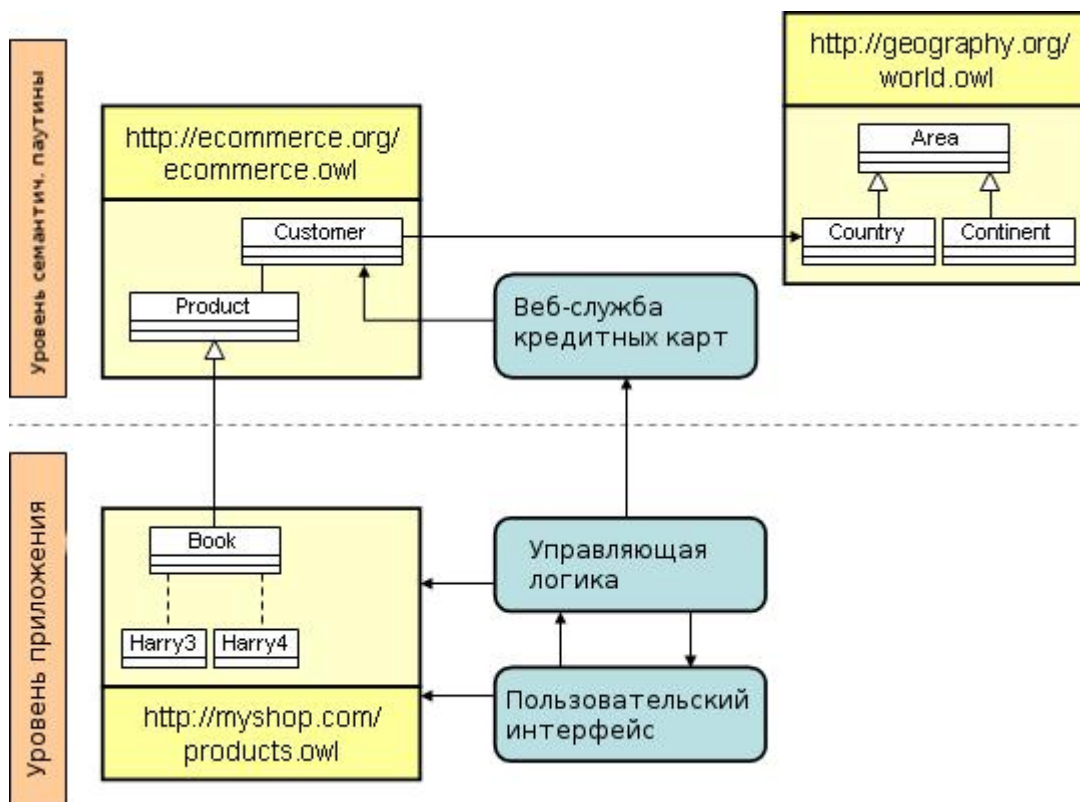 Уровень семантич. паутины
http://ecommerce.org/
ecommerce.owl
Customer
Product
http://geography.org/
world.owl
Area
Country
Continent
Веб-служба
кредитных карт
Уровень приложения
Book
Harry3
Harry4
http://myshop.com/
products.owl
Управляющая
логика
Пользовательский
интерфейс